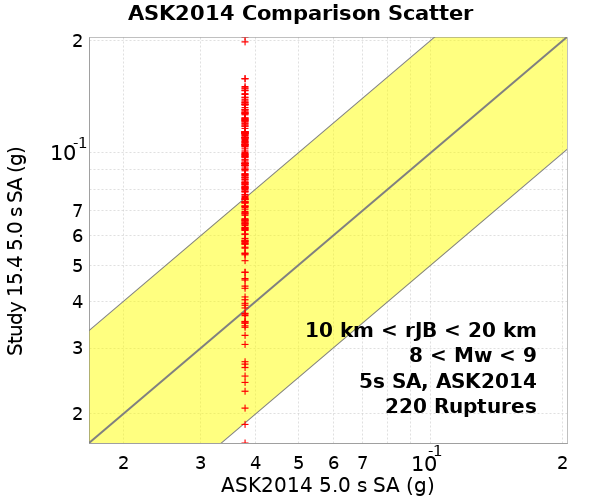 ASK2014 Comparison Scatter
Study 15.4 5.0 s SA (g)
2
10-1
7
6
5
4
3
2
10 km < rJB < 20 km
8 < Mw < 9
5s SA, ASK2014
220 Ruptures
2 3 4 5 6 7 10-1 2
ASK2014 5.0 s SA (g)